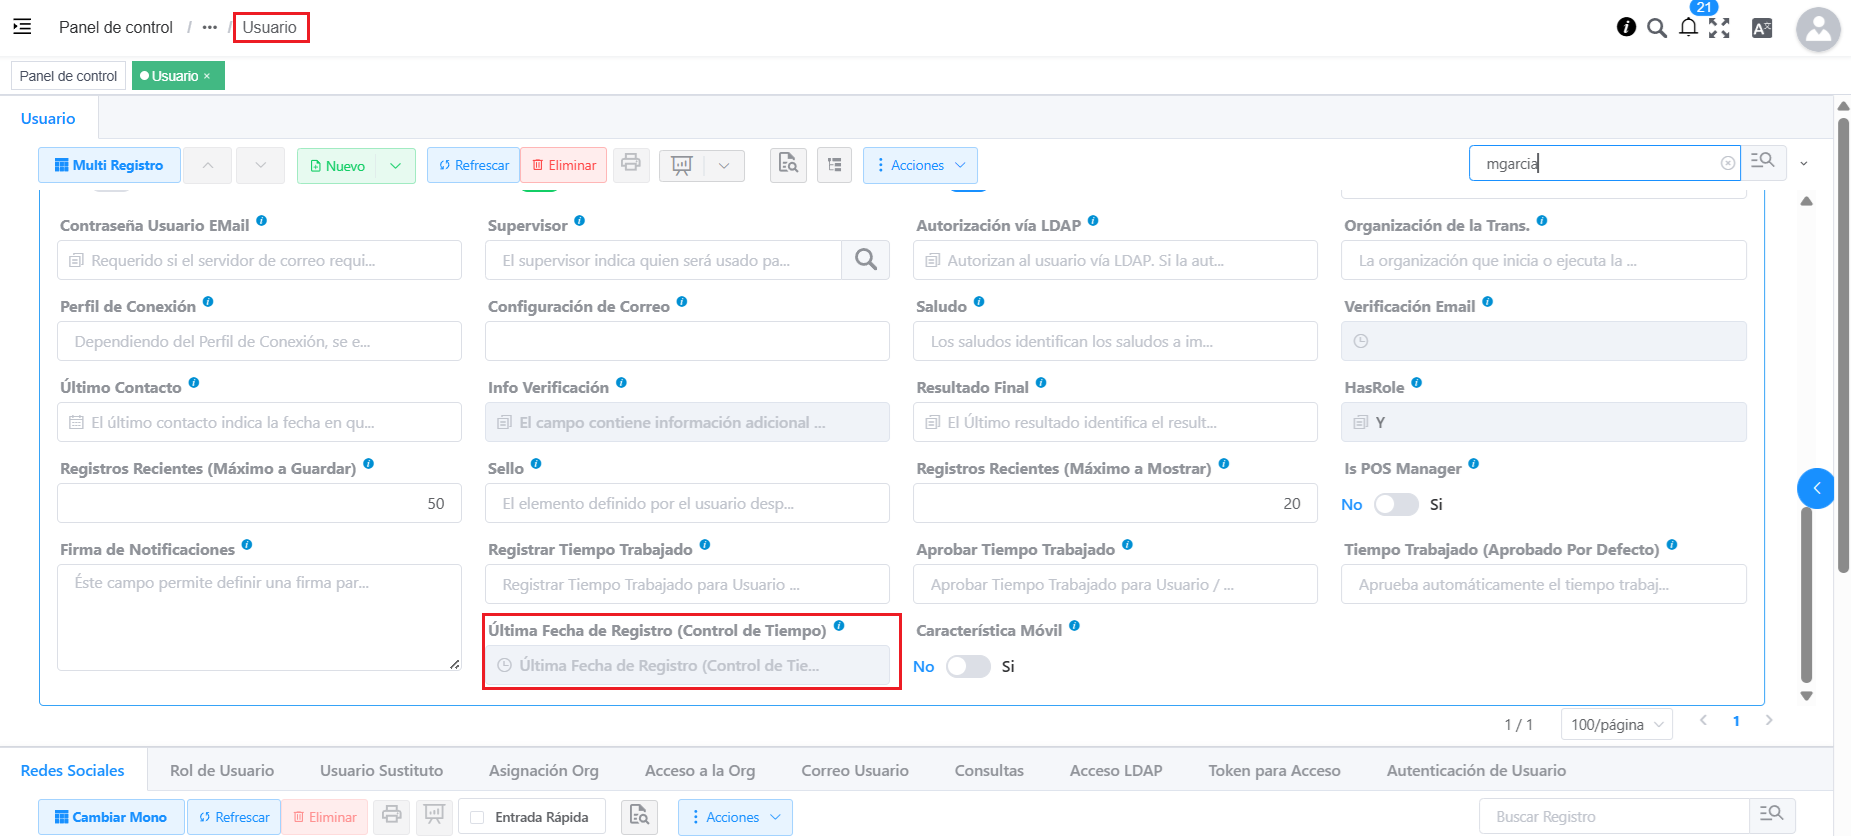 Panel de control / ••• / Usuario
21
Panel de control
Usuario ×
Usuario
Multi Registro
Nuevo
Refrescar
Eliminar
Acciones
mgarcia
Contraseña Usuario EMail
Supervisor
Autorización vía LDAP
Organización de la Trans.
Requerido si el servidor de correo requi...
El supervisor indica quien será usado pa...
Autorizan al usuario vía LDAP. Si la aut...
La organización que inicia o ejecuta la ...
Perfil de Conexión
Configuración de Correo
Saludo
Verificación Email
Dependiendo del Perfil de Conexión, se e...
Los saludos identifican los saludos a im...
Último Contacto
Info Verificación
Resultado Final
HasRole
El último contacto indica la fecha en qu...
El campo contiene información adicional ...
El Último resultado identifica el result...
Y
Registros Recientes (Máximo a Guardar)
Sello
Registros Recientes (Máximo a Mostrar)
Is POS Manager
50
El elemento definido por el usuario desp...
20
No Si
Firma de Notificaciones
Registrar Tiempo Trabajado
Aprobar Tiempo Trabajado
Tiempo Trabajado (Aprobado Por Defecto)
Éste campo permite definir una firma par...
Registrar Tiempo Trabajado para Usuario ...
Aprobar Tiempo Trabajado para Usuario / ...
Aprueba automáticamente el tiempo trabaj...
Última Fecha de Registro (Control de Tiempo)
Característica Móvil
Última Fecha de Registro (Control de Tie...
No Si
1 / 1
100/página
1
Redes Sociales
Rol de Usuario
Usuario Sustituto
Asignación Org
Acceso a la Org
Correo Usuario
Consultas
Acceso LDAP
Token para Acceso
Autenticación de Usuario
Cambiar Mono
Refrescar
Eliminar
Entrada Rápida
Acciones
Buscar Registro